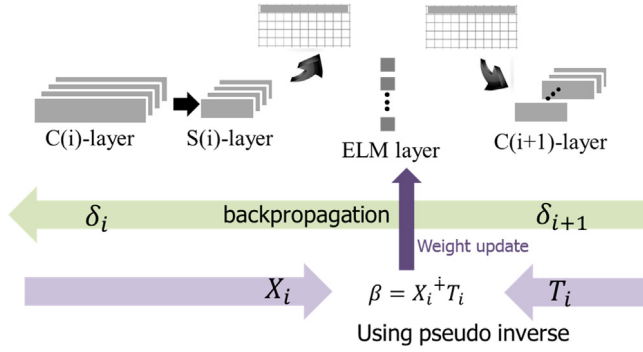 C(i)-layer
S(i)-layer
ELM layer
C(i+1)-layer
δᵢ
backpropagation
δᵢ₊₁
Weight update
Xᵢ
β = Xᵢ⁺Tᵢ
Tᵢ
Using pseudo inverse